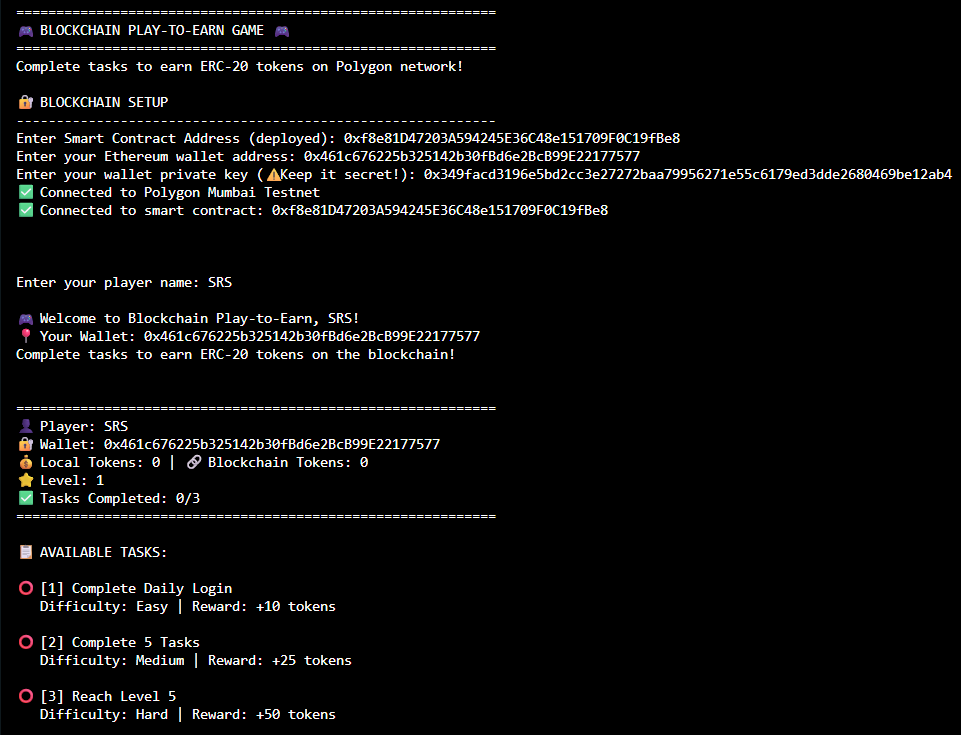 ============================================================
🎮 BLOCKCHAIN PLAY-TO-EARN GAME 🎮
============================================================
Complete tasks to earn ERC-20 tokens on Polygon network!
🔐 BLOCKCHAIN SETUP
------------------------------------------------------------
Enter Smart Contract Address (deployed): 0xf8e81D47203A594245E36C48e151709F0C19fBe8
Enter your Ethereum wallet address: 0x461c676225b325142b30fBd6e2BcB99E22177577
Enter your wallet private key (⚠️Keep it secret!): 0x349facd3196e5bd2cc3e27272baa79956271e55c6179ed3dde2680469be12ab4
✅ Connected to Polygon Mumbai Testnet
✅ Connected to smart contract: 0xf8e81D47203A594245E36C48e151709F0C19fBe8
Enter your player name: SRS
🎮 Welcome to Blockchain Play-to-Earn, SRS!
📍 Your Wallet: 0x461c676225b325142b30fBd6e2BcB99E22177577
Complete tasks to earn ERC-20 tokens on the blockchain!
============================================================
👤 Player: SRS
🔐 Wallet: 0x461c676225b325142b30fBd6e2BcB99E22177577
💰 Local Tokens: 0 | 🔗 Blockchain Tokens: 0
⭐ Level: 1
✅ Tasks Completed: 0/3
============================================================
📋 AVAILABLE TASKS:
⭕ [1] Complete Daily Login
Difficulty: Easy | Reward: +10 tokens
⭕ [2] Complete 5 Tasks
Difficulty: Medium | Reward: +25 tokens
⭕ [3] Reach Level 5
Difficulty: Hard | Reward: +50 tokens